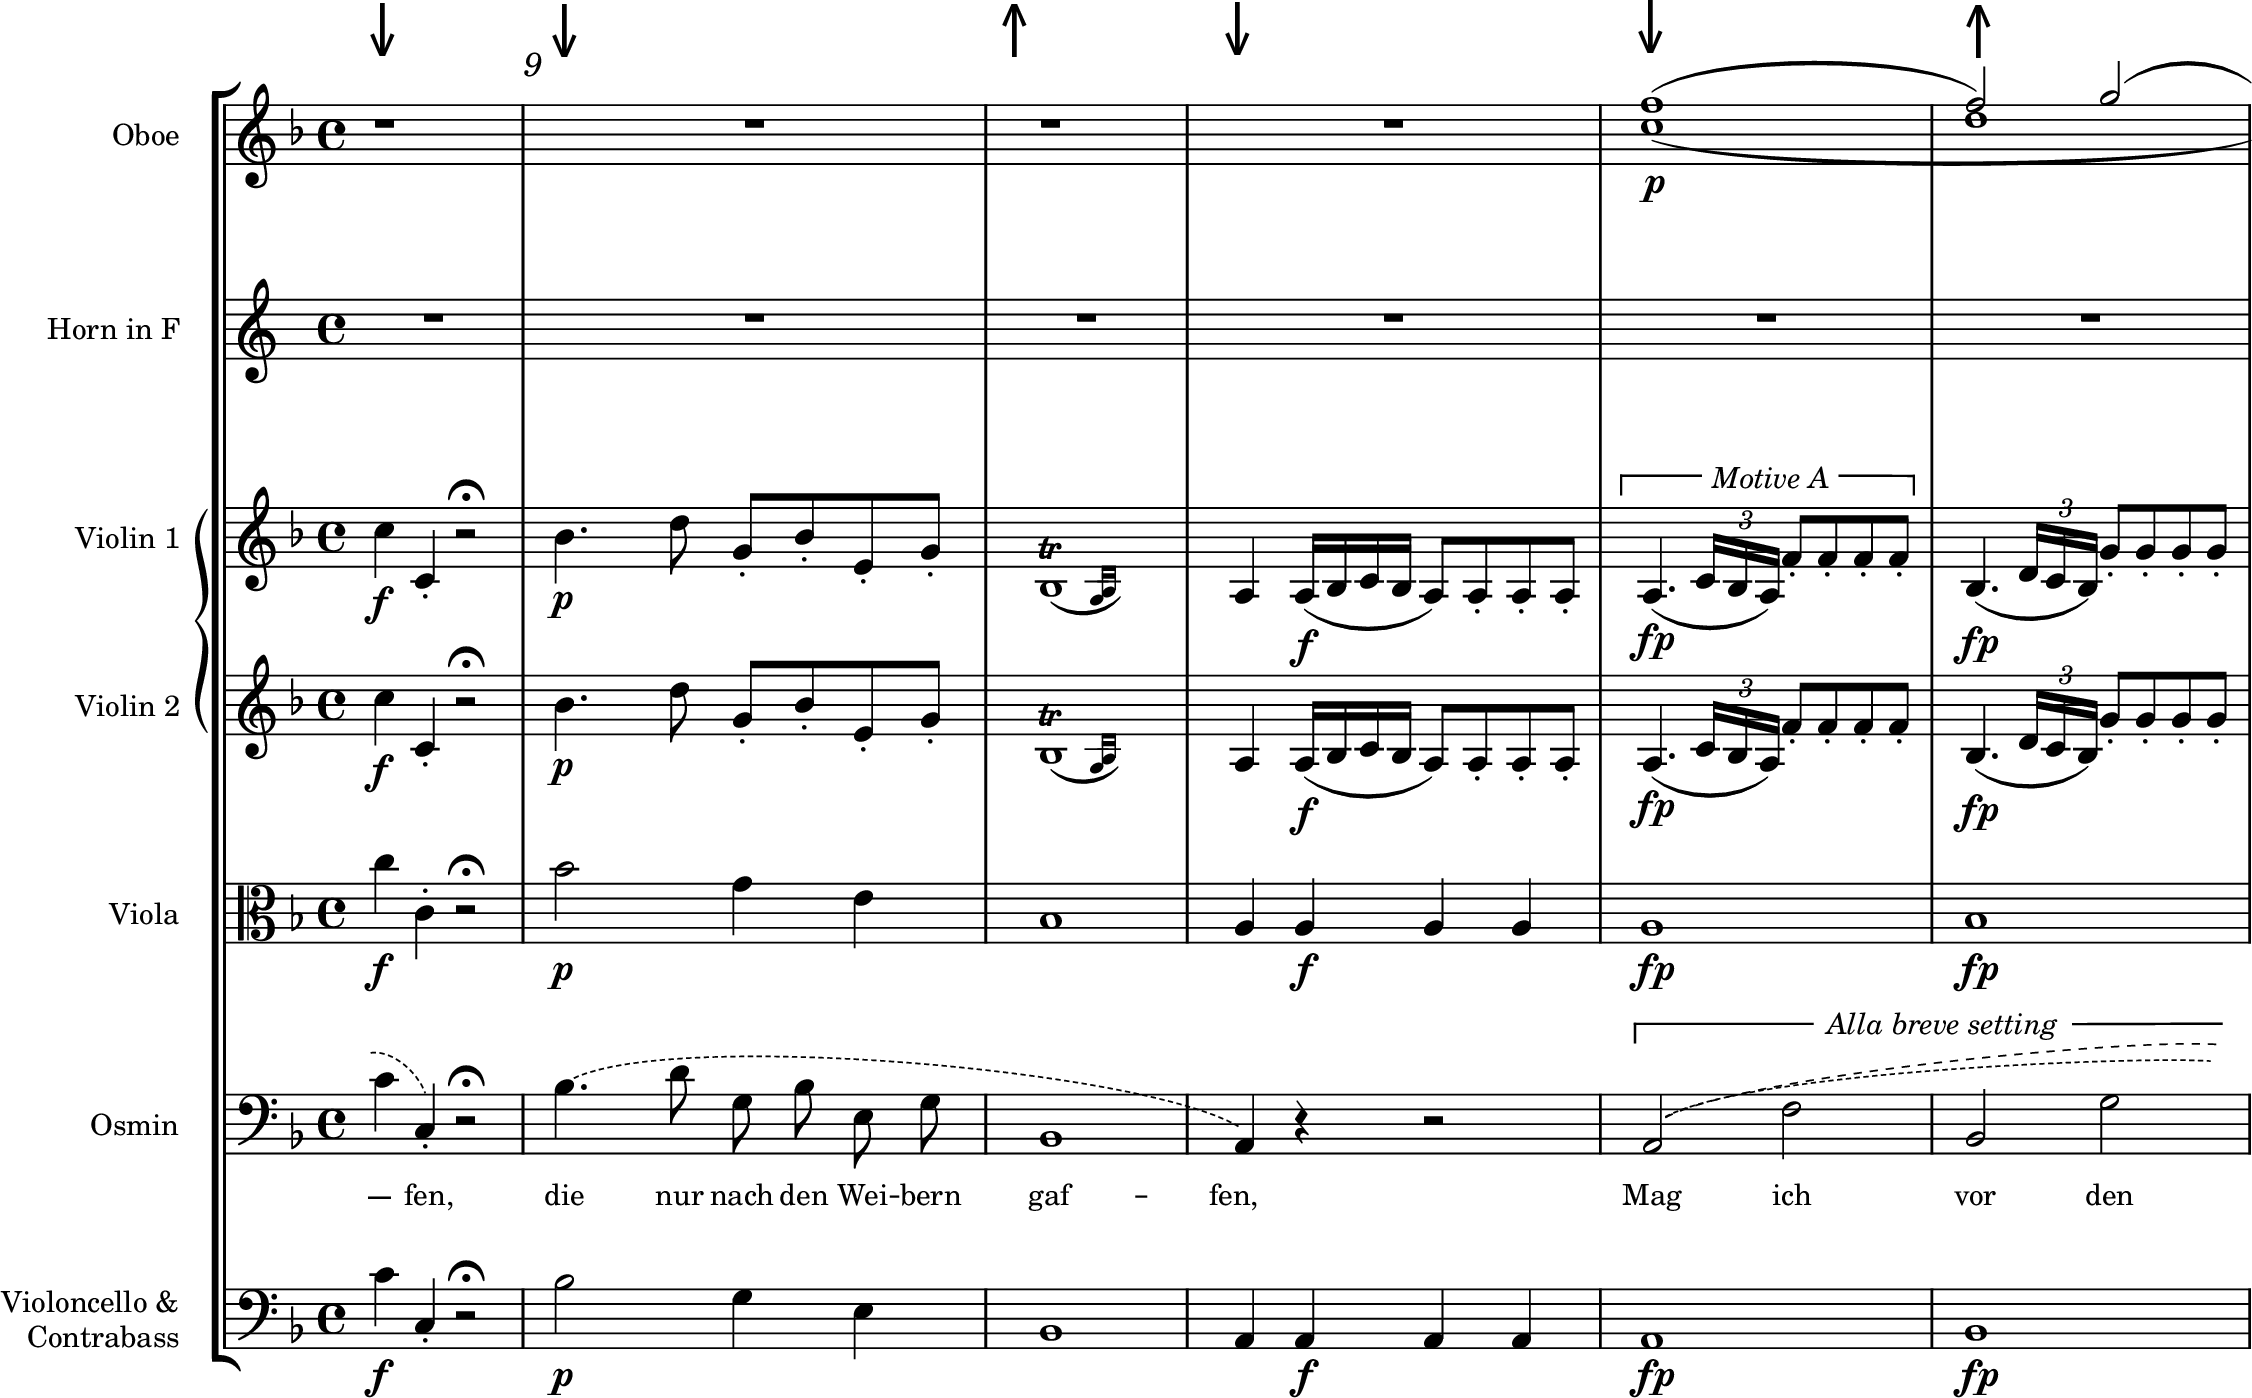 9
Oboe
p
Horn in F
Motive A
3 3
Violin 1
f p tr f fp fp
3 3
Violin 2
f p tr f fp fp
Viola
f p f fp fp
Alla breve setting
Osmin
— fen, die nur nach den Wei - bern gaf - fen, Mag ich vor den
Violoncello &
Contrabass
f p f fp fp